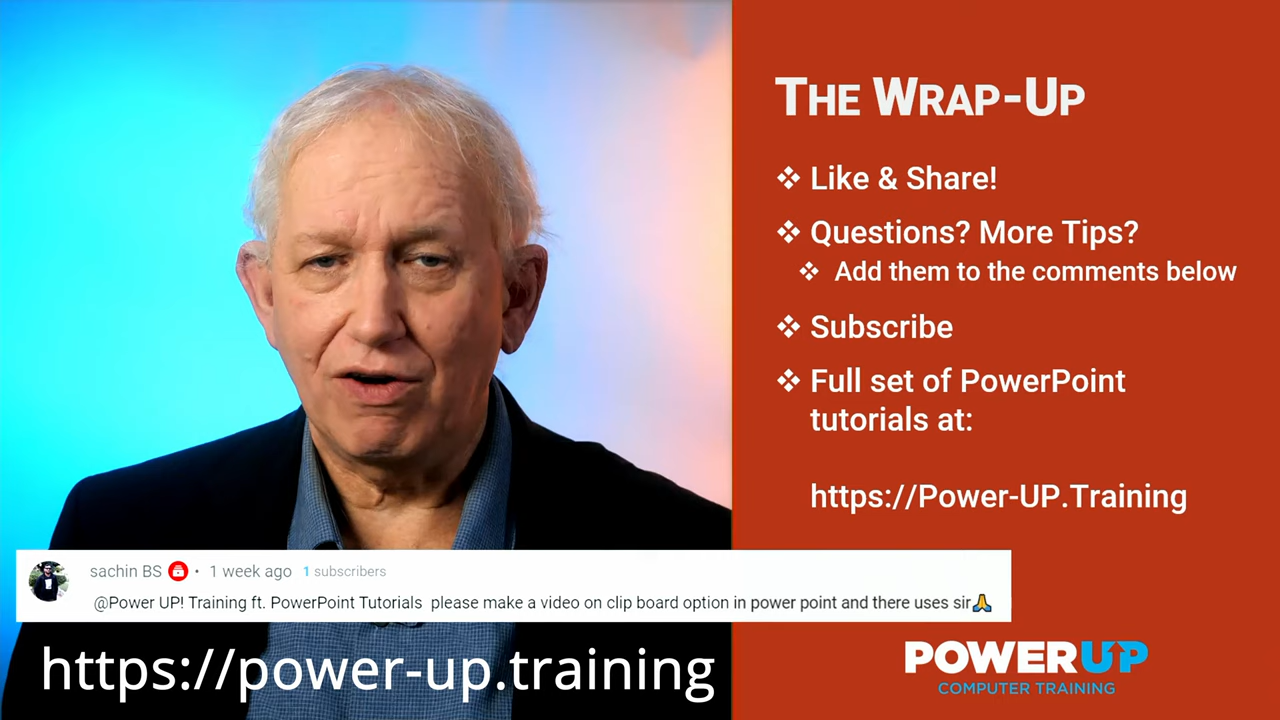 THE WRAP-UP
❖ Like & Share!
❖ Questions? More Tips?
❖ Add them to the comments below
❖ Subscribe
❖ Full set of PowerPoint
tutorials at:
https://Power-UP.Training
sachin BS • 1 week ago 1 subscribers
@Power UP! Training ft. PowerPoint Tutorials please make a video on clip board option in power point and there uses sir🙏
https://power-up.training
POWERUP
COMPUTER TRAINING